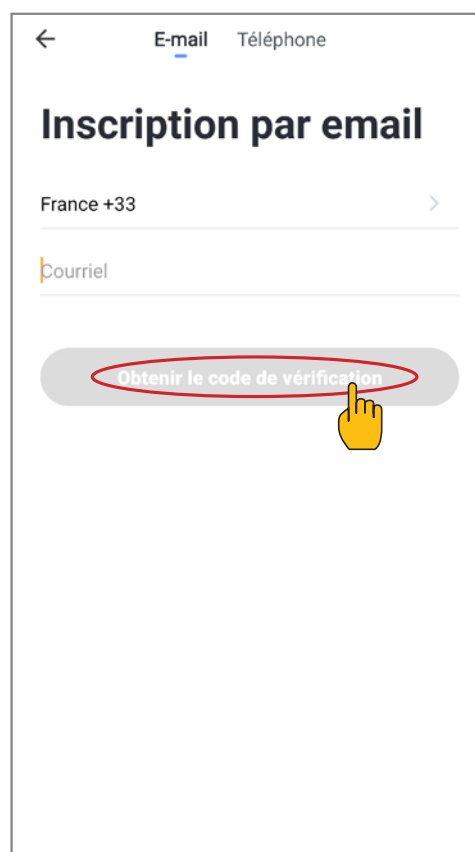 E-mail Téléphone
Inscription par email
France +33
Courriel
Obtenir le code de vérification